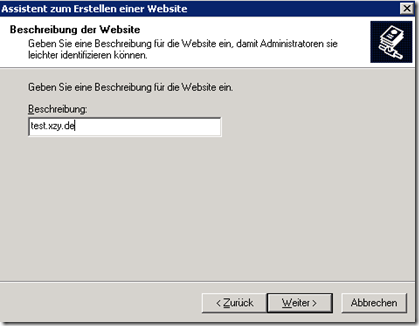 Assistent zum Erstellen einer Website
Beschreibung der Website
Geben Sie eine Beschreibung für die Website ein, damit Administratoren sie
leichter identifizieren können.
Geben Sie eine Beschreibung für die Website ein.
Beschreibung:
test.xzy.de
< Zurück
Weiter >
Abbrechen